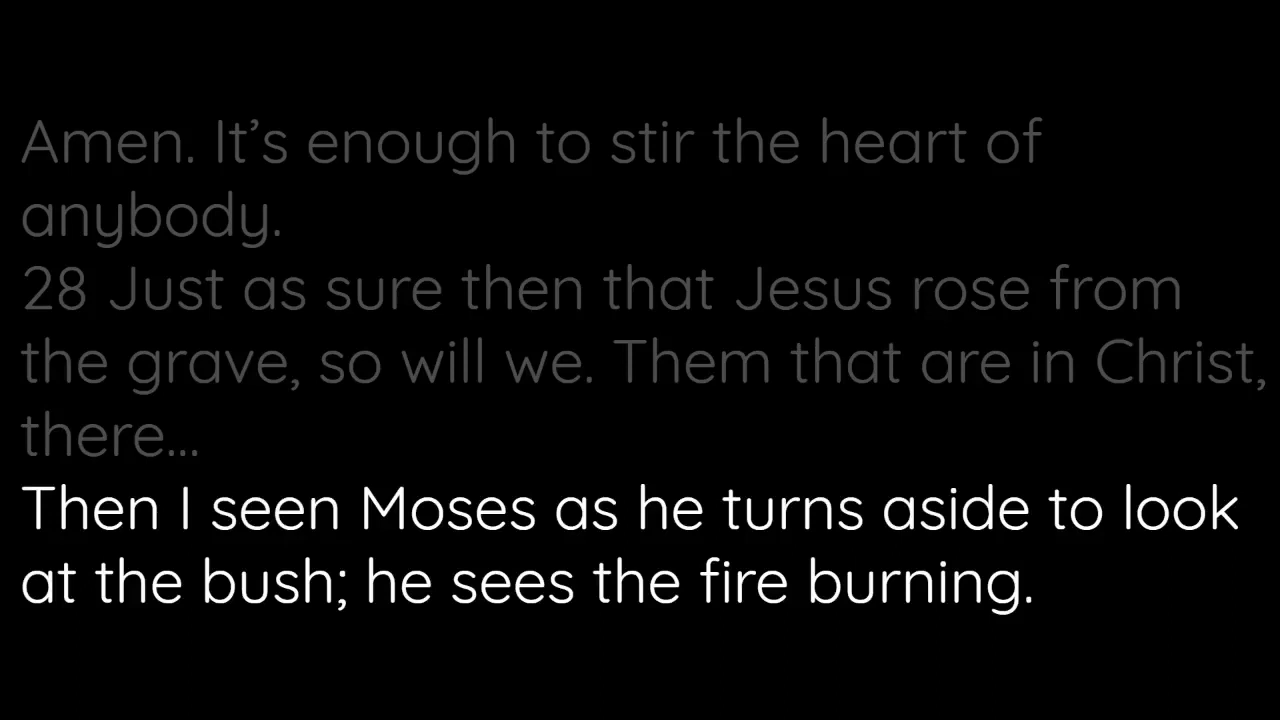 Amen. It’s enough to stir the heart of
anybody.
28 Just as sure then that Jesus rose from
the grave, so will we. Them that are in Christ,
there...
Then I seen Moses as he turns aside to look
at the bush; he sees the fire burning.